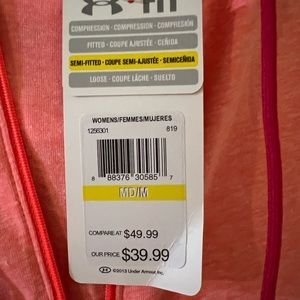 FIT
COMPRESSION - COMPRESSION - COMPRESIÓN
FITTED - COUPE AJUSTÉE - CEÑIDA
SEMI-FITTED - COUPE SEMI-AJUSTÉE - SEMICEÑIDA
LOOSE - COUPE LÂCHE - SUELTO
WOMENS/FEMMES/MUJERES
1256301 819
8 88376 30585 7
MD/M
COMPARE AT $49.99
OUR PRICE $39.99
©2013 Under Armour, Inc.